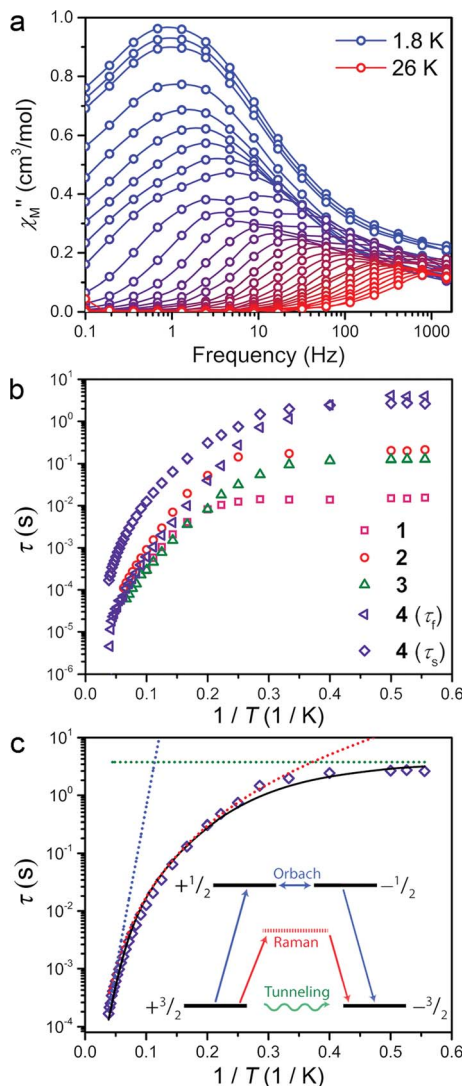 a
χM" (cm³/mol)
1.0
0.8
0.6
0.4
0.2
0.0
1.8 K
26 K
0.1 1 10 100 1000
Frequency (Hz)
b
τ (s)
10¹
10⁰
10⁻¹
10⁻²
10⁻³
10⁻⁴
10⁻⁵
10⁻⁶
1
2
3
4 (τf)
4 (τs)
0.0 0.1 0.2 0.3 0.4 0.5 0.6
1 / T (1 / K)
c
τ (s)
10¹
10⁰
10⁻¹
10⁻²
10⁻³
10⁻⁴
Orbach
+1/2 −1/2
Raman
Tunneling
+3/2 −3/2
0.0 0.1 0.2 0.3 0.4 0.5 0.6
1 / T (1 / K)